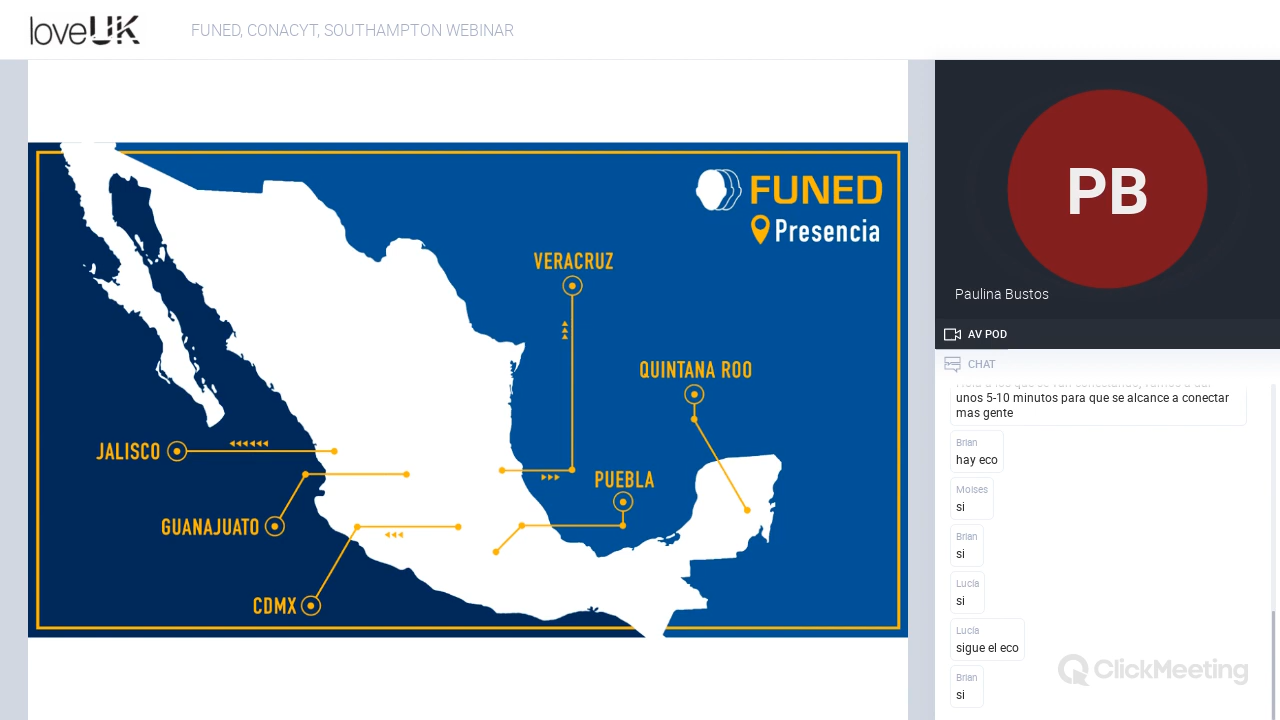 loveUK
FUNED, CONACYT, SOUTHAMPTON WEBINAR
FUNED
Presencia
VERACRUZ
QUINTANA ROO
JALISCO
PUEBLA
GUANAJUATO
CDMX
PB
Paulina Bustos
AV POD
CHAT
unos 5-10 minutos para que se alcance a conectar
mas gente
Brian
hay eco
Moises
si
Brian
si
Lucia
si
Lucia
sigue el eco
Brian
si
ClickMeeting